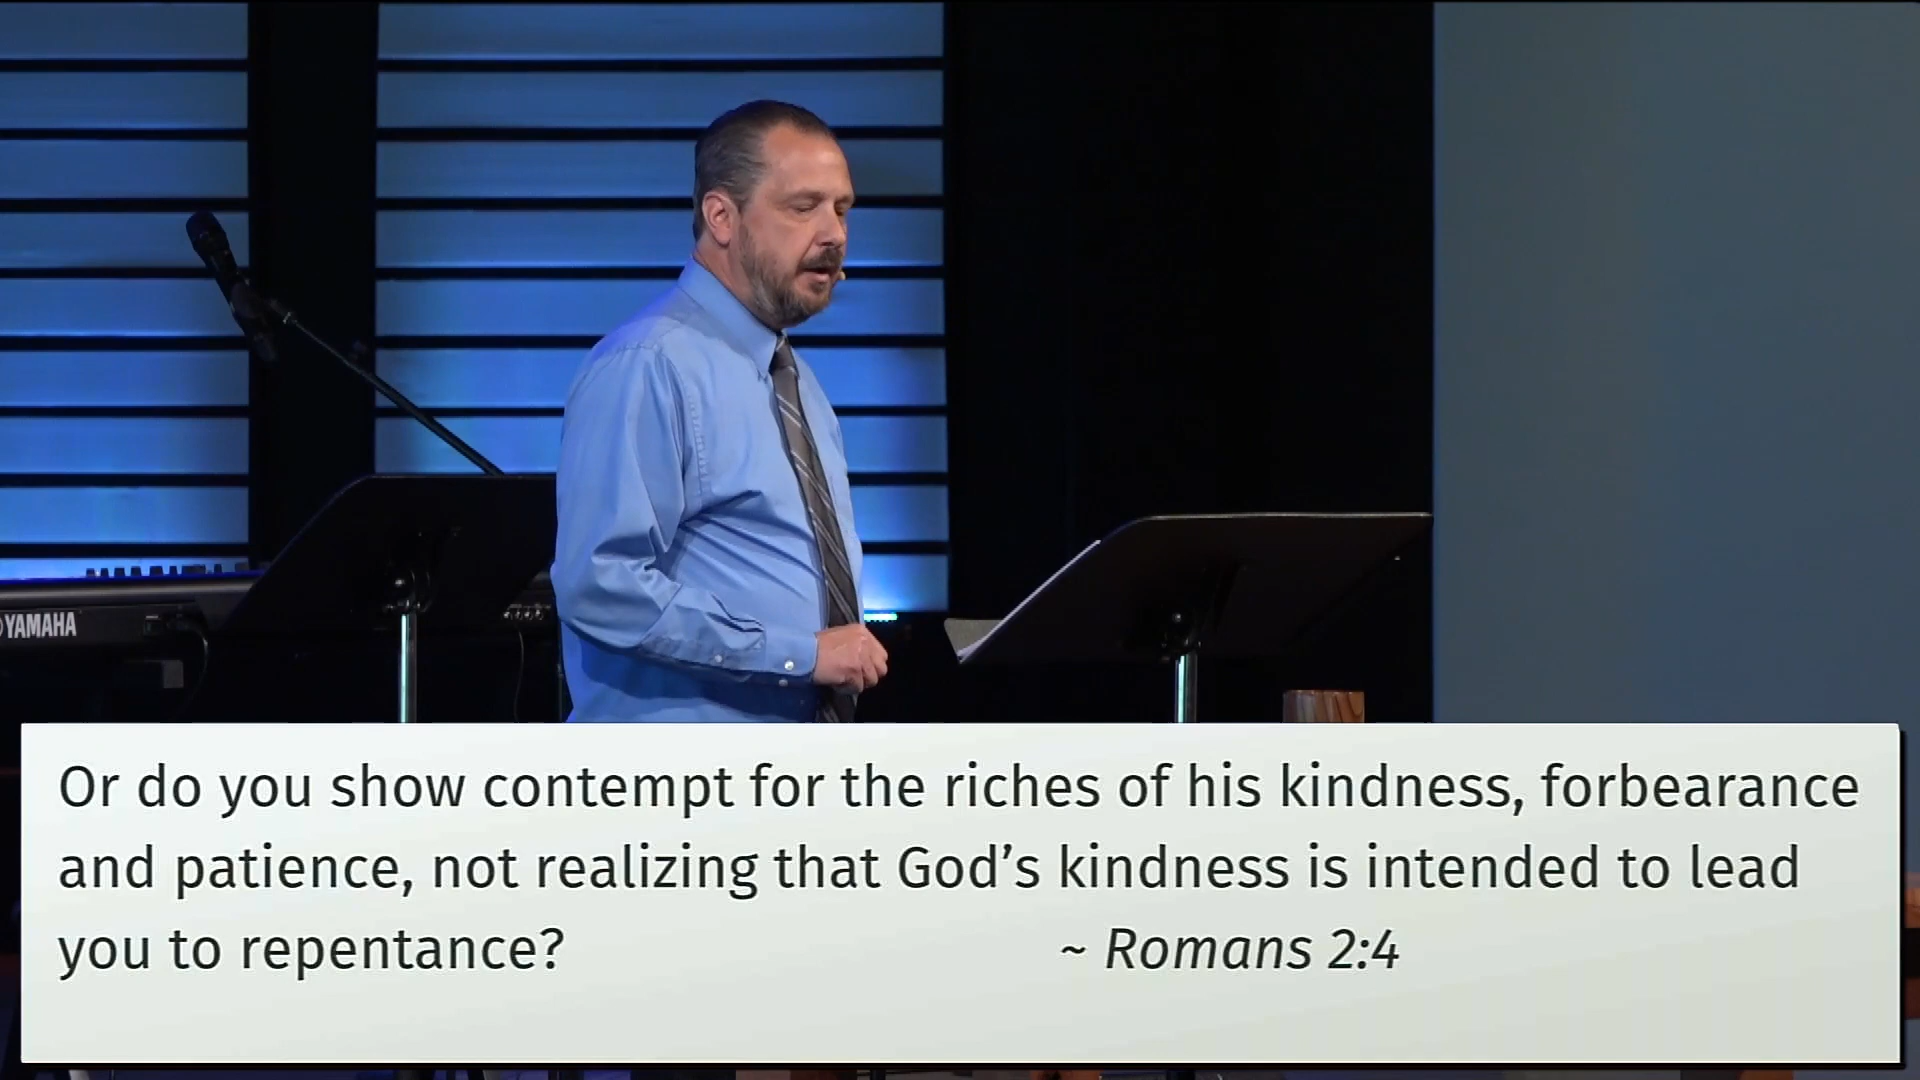 YAMAHA
Or do you show contempt for the riches of his kindness, forbearance
and patience, not realizing that God’s kindness is intended to lead
you to repentance? ~ Romans 2:4